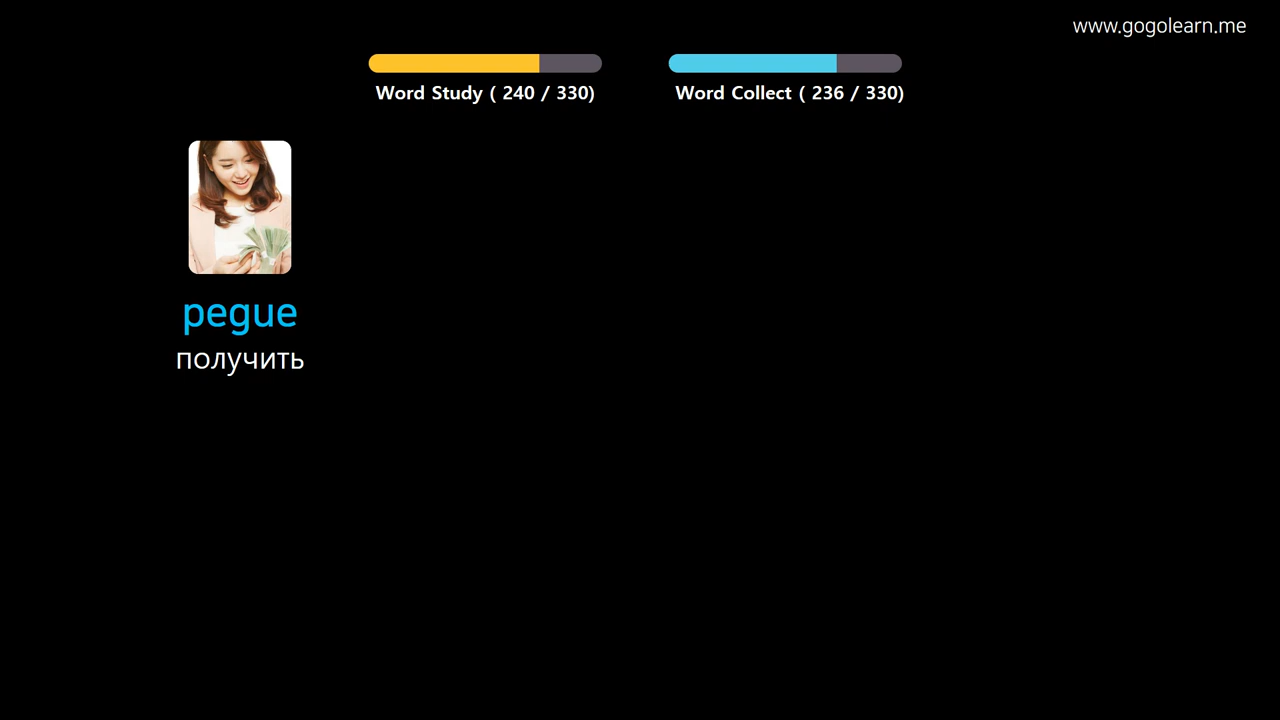 www.gogolearn.me
Word Study ( 240 / 330)
Word Collect ( 236 / 330)
pegue
получить